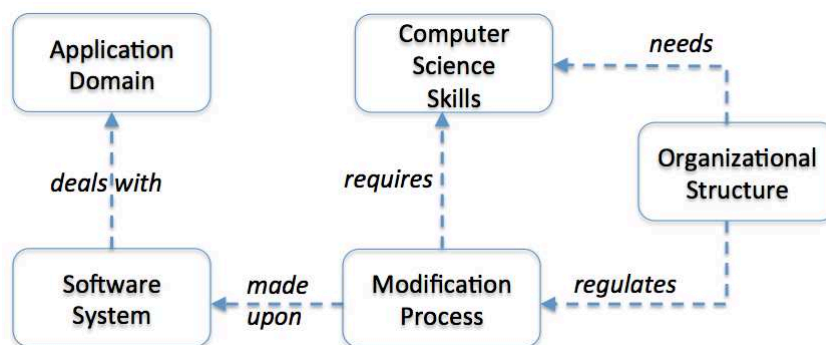 Application
Domain
Computer
Science
Skills
needs
Organizational
Structure
deals with
requires
Software
System
made
upon
Modification
Process
regulates